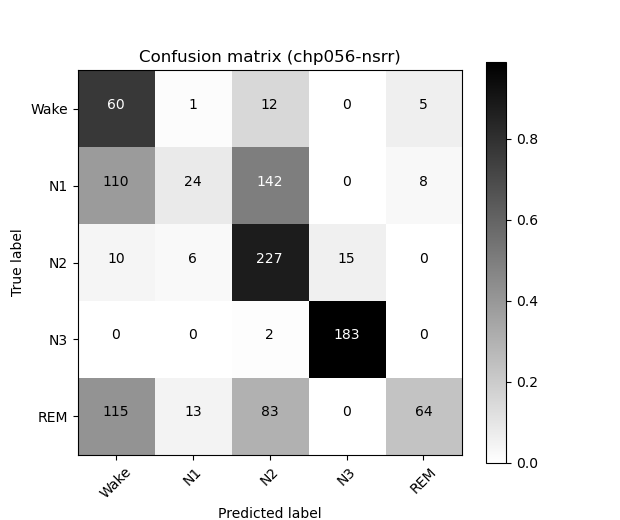 Confusion matrix (chp056-nsrr)
Wake 60 1 12 0 5
N1 110 24 142 0 8
N2 10 6 227 15 0
N3 0 0 2 183 0
REM 115 13 83 0 64
Wake N1 N2 N3 REM
Predicted label
True label
0.8
0.6
0.4
0.2
0.0